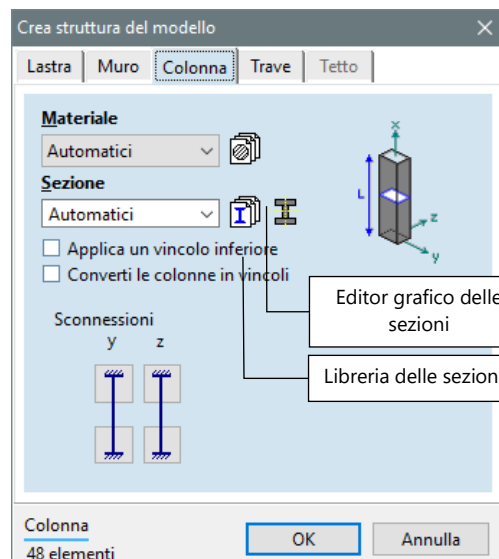 Crea struttura del modello
Lastra Muro Colonna Trave Tetto
Materiale
Automatici
Sezione
Automatici
Applica un vincolo inferiore
Converti le colonne in vincoli
x
L
z
y
Editor grafico delle
sezioni
Libreria delle sezion
Sconnessioni
y z
Colonna
48 elementi
OK Annulla